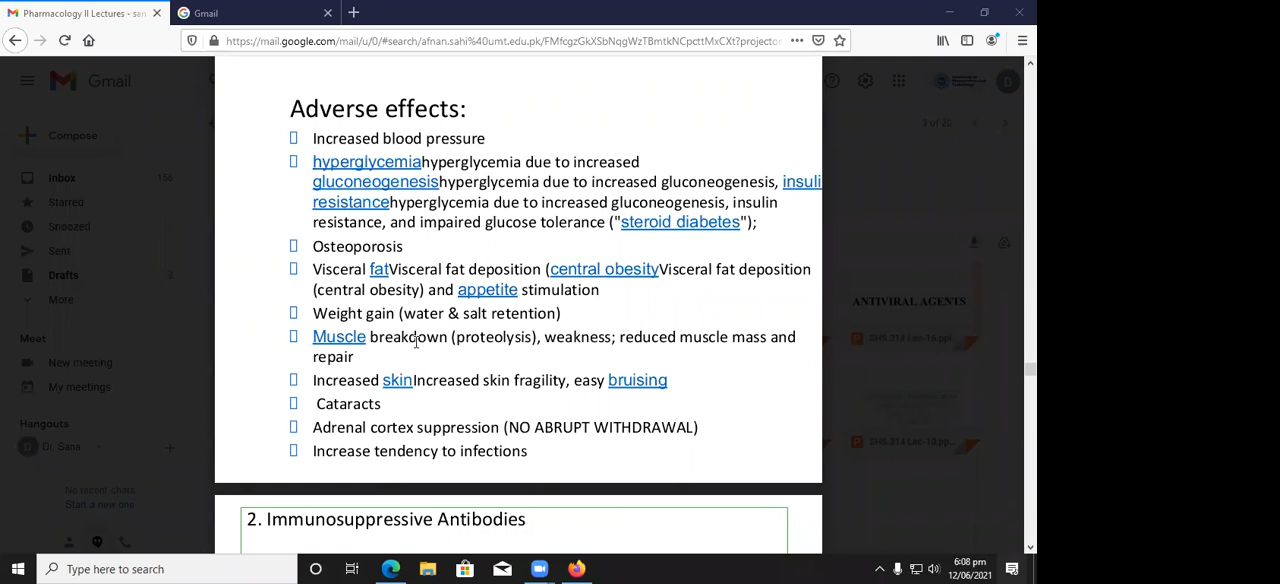 Pharmacology II Lectures - san
Gmail
https://mail.google.com/mail/u/0/#search/afnan.sahi%40umt.edu.pk/FMfcgzGkXSbNqgWzTBmtkNCpcttMxCXt?projector
Gmail
Compose
Inbox 156
Starred
Snoozed
Sent
Drafts 2
More
Meet
New meeting
My meetings
Hangouts
Dr. Sana
No recent chats
Start a new one
Adverse effects:
Increased blood pressure
hyperglycemiahyperglycemia due to increased
gluconeogenesishyperglycemia due to increased gluconeogenesis, insuli
resistancehyperglycemia due to increased gluconeogenesis, insulin
resistance, and impaired glucose tolerance ("steroid diabetes");
Osteoporosis
Visceral fatVisceral fat deposition (central obesityVisceral fat deposition
(central obesity) and appetite stimulation
Weight gain (water & salt retention)
Muscle breakdown (proteolysis), weakness; reduced muscle mass and
repair
Increased skinIncreased skin fragility, easy bruising
Cataracts
Adrenal cortex suppression (NO ABRUPT WITHDRAWAL)
Increase tendency to infections
2. Immunosuppressive Antibodies
D
ANTIVIRAL AGENTS
P
P
Type here to search
6:08 pm
12/06/2021